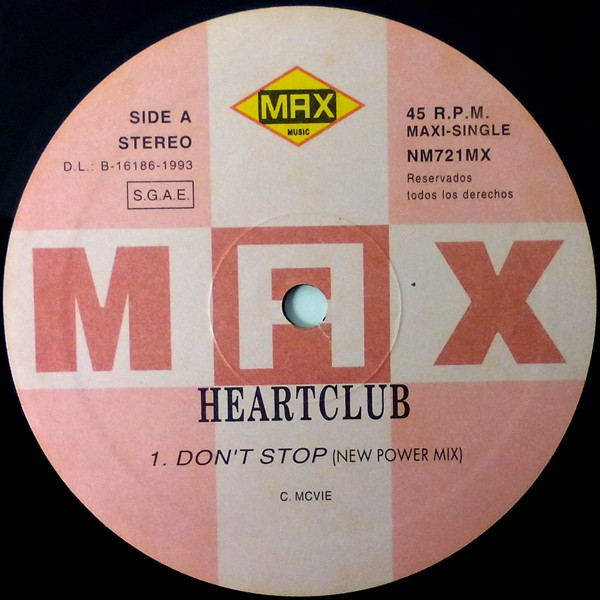 MAX
MUSIC
SIDE A
STEREO
D.L.: B-16186-1993
S.G.A.E.
45 R.P.M.
MAXI-SINGLE
NM721MX
Reservados
todos los derechos
MAX
HEARTCLUB
1. DON'T STOP (NEW POWER MIX)
C. MCVIE